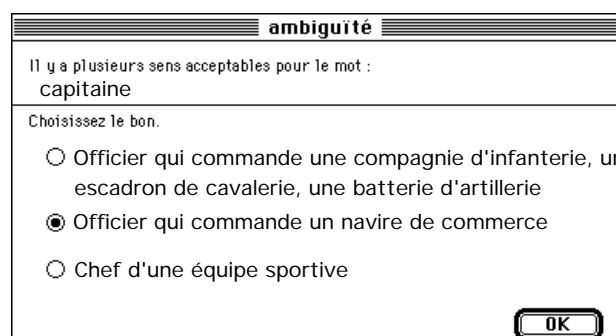 ambiguïté
Il y a plusieurs sens acceptables pour le mot :
capitaine
Choisissez le bon.
Officier qui commande une compagnie d'infanterie,
escadron de cavalerie, une batterie d'artillerie
Officier qui commande un navire de commerce
Chef d'une équipe sportive
OK